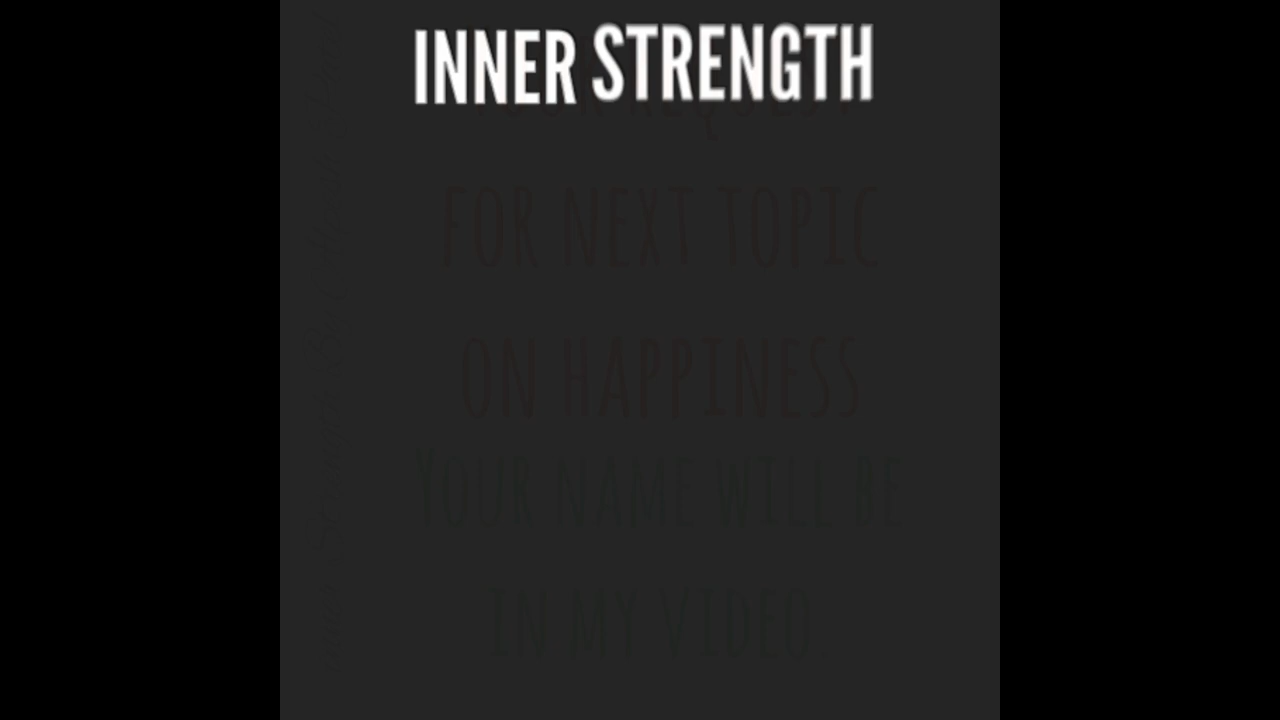 INNER STRENGTH
FOR NEXT TOPIC
ON HAPPINESS
YOUR NAME WILL BE
IN MY VIDEO.